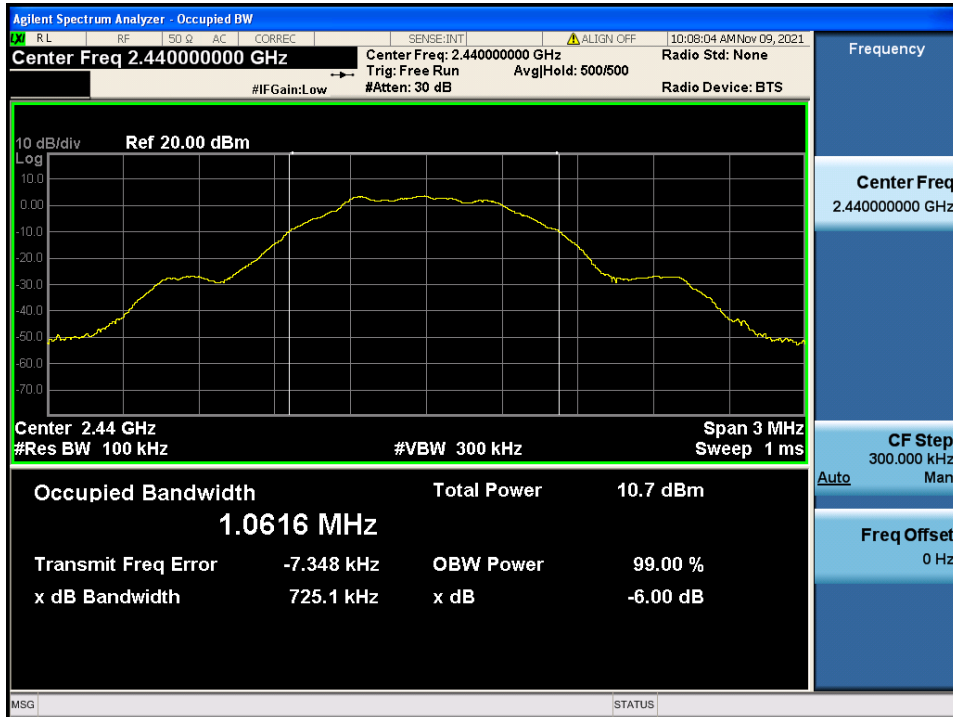 Agilent Spectrum Analyzer - Occupied BW
LXI RL RF 50 Ω AC CORREC SENSE:INT ALIGN OFF 10:08:04 AM Nov 09, 2021
Center Freq 2.440000000 GHz
Center Freq: 2.440000000 GHz Radio Std: None
Trig: Free Run Avg|Hold: 500/500
#IFGain:Low #Atten: 30 dB Radio Device: BTS
10 dB/div Ref 20.00 dBm
Log
10.0
0.00
-10.0
-20.0
-30.0
-40.0
-50.0
-60.0
-70.0
Center 2.44 GHz Span 3 MHz
#Res BW 100 kHz #VBW 300 kHz Sweep 1 ms
Occupied Bandwidth Total Power 10.7 dBm
1.0616 MHz
Transmit Freq Error -7.348 kHz OBW Power 99.00 %
x dB Bandwidth 725.1 kHz x dB -6.00 dB
Frequency
Center Freq
2.440000000 GHz
CF Step
300.000 kHz
Auto Man
Freq Offset
0 Hz
MSG STATUS